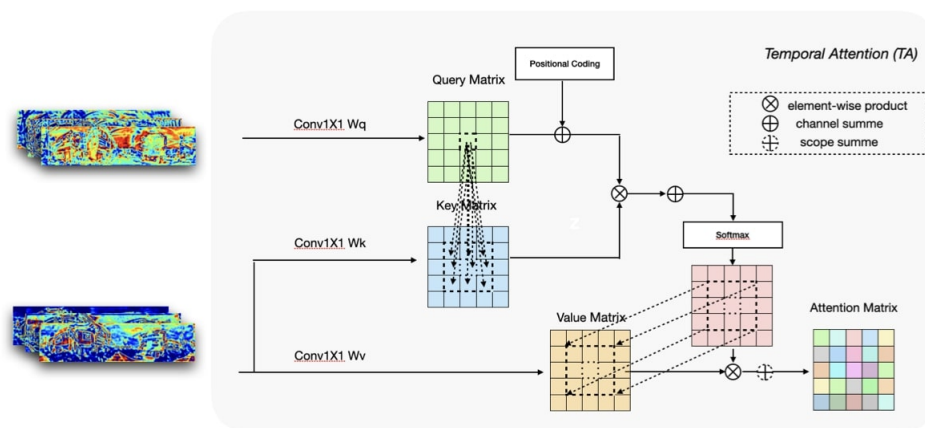 Temporal Attention (TA)
Positional Coding
Query Matrix
element-wise product
channel summe
scope summe
Conv1X1 Wq
Key Matrix
z
Conv1X1 Wk
Softmax
Value Matrix
Attention Matrix
Conv1X1 Wv